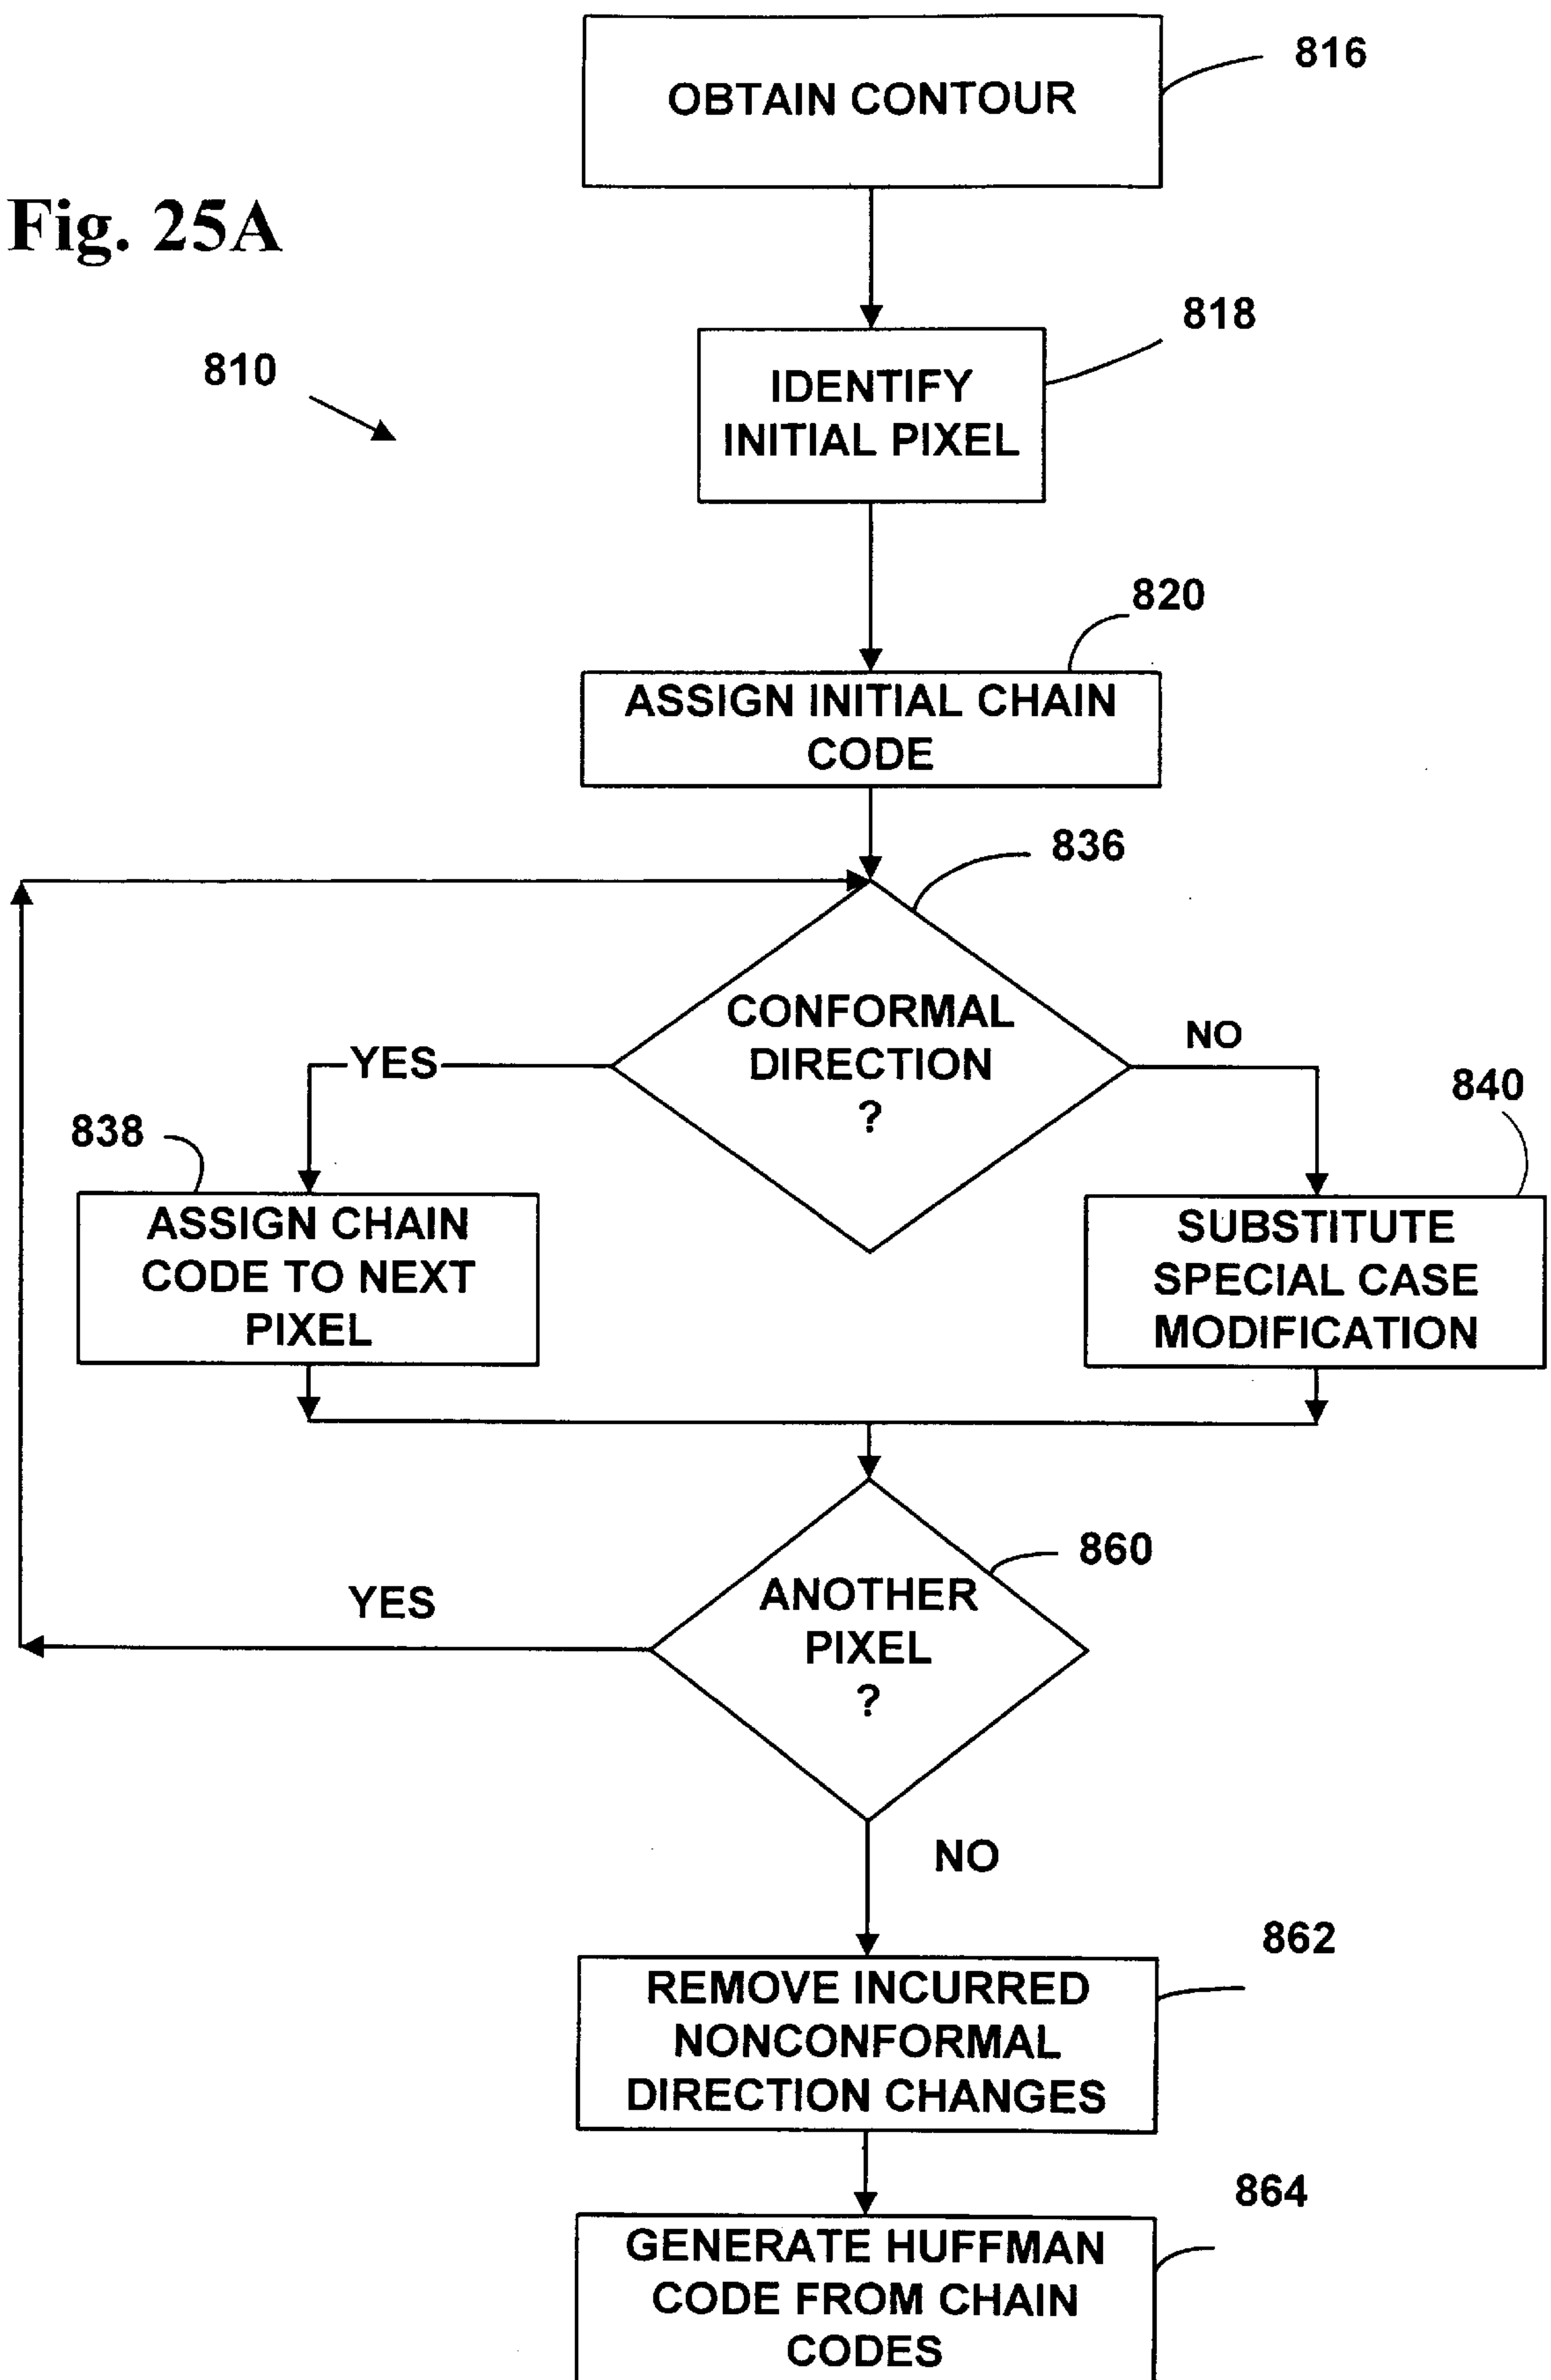 816
OBTAIN CONTOUR
Fig. 25A
818
810
IDENTIFY
INITIAL PIXEL
820
ASSIGN INITIAL CHAIN
CODE
836
CONFORMAL
DIRECTION
?
YES
NO
838
840
ASSIGN CHAIN
CODE TO NEXT
PIXEL
SUBSTITUTE
SPECIAL CASE
MODIFICATION
860
ANOTHER
PIXEL
?
YES
NO
862
REMOVE INCURRED
NONCONFORMAL
DIRECTION CHANGES
864
GENERATE HUFFMAN
CODE FROM CHAIN
CODES